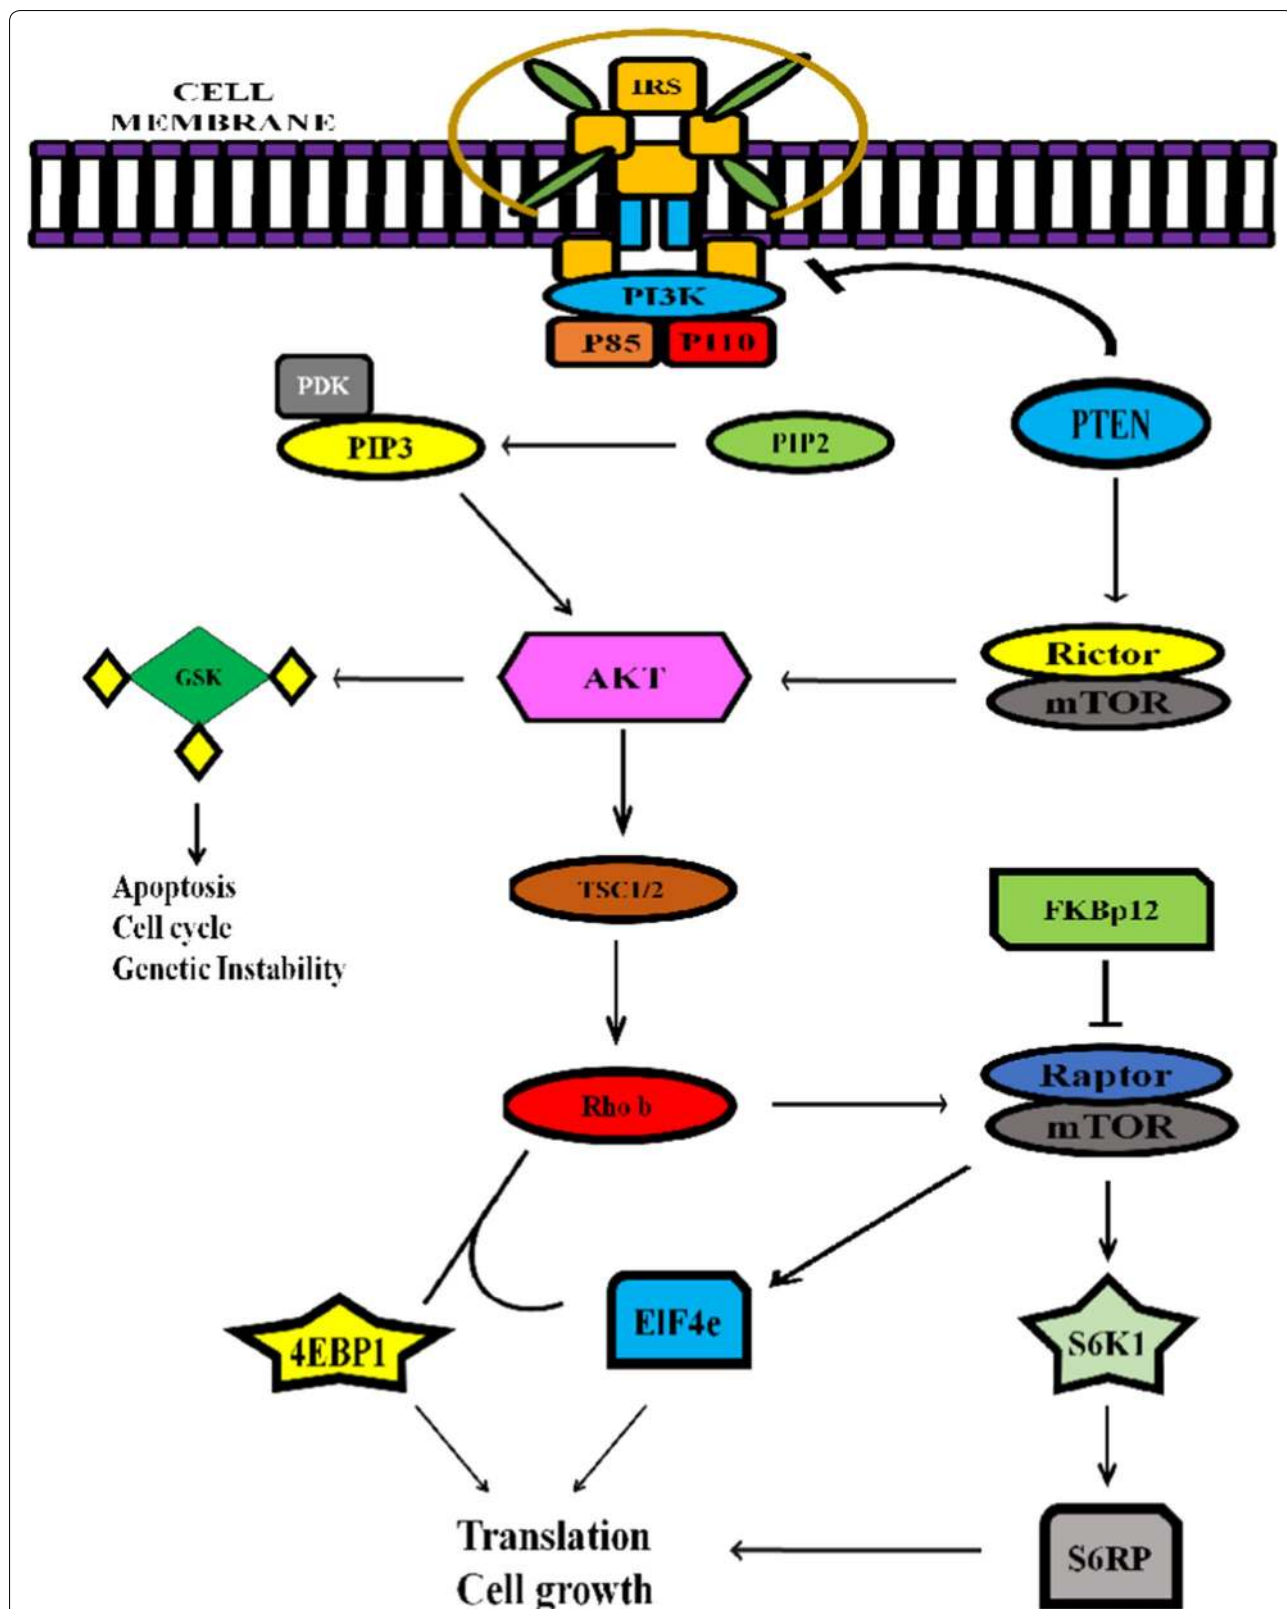 CELL
MEMBRANE
IRS
PI3K
P85
P110
PDK
PIP3
PIP2
PTEN
GSK
AKT
Rictor
mTOR
Apoptosis
Cell cycle
Genetic Instability
TSC1/2
FKBp12
Rho b
Raptor
mTOR
4EBP1
EIF4e
S6K1
Translation
Cell growth
S6RP